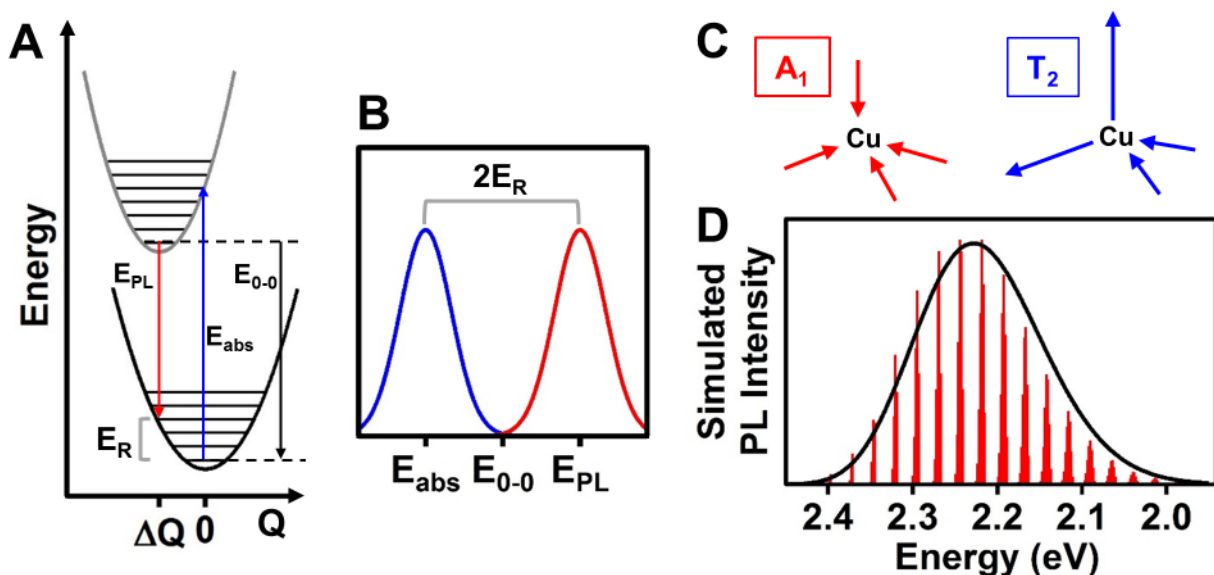 A
Energy
E_PL
E_0-0
E_abs
E_R
ΔQ 0 Q
B
2E_R
E_abs E_0-0 E_PL
C
A_1
Cu
T_2
Cu
D
Simulated
PL Intensity
2.4 2.3 2.2 2.1 2.0
Energy (eV)